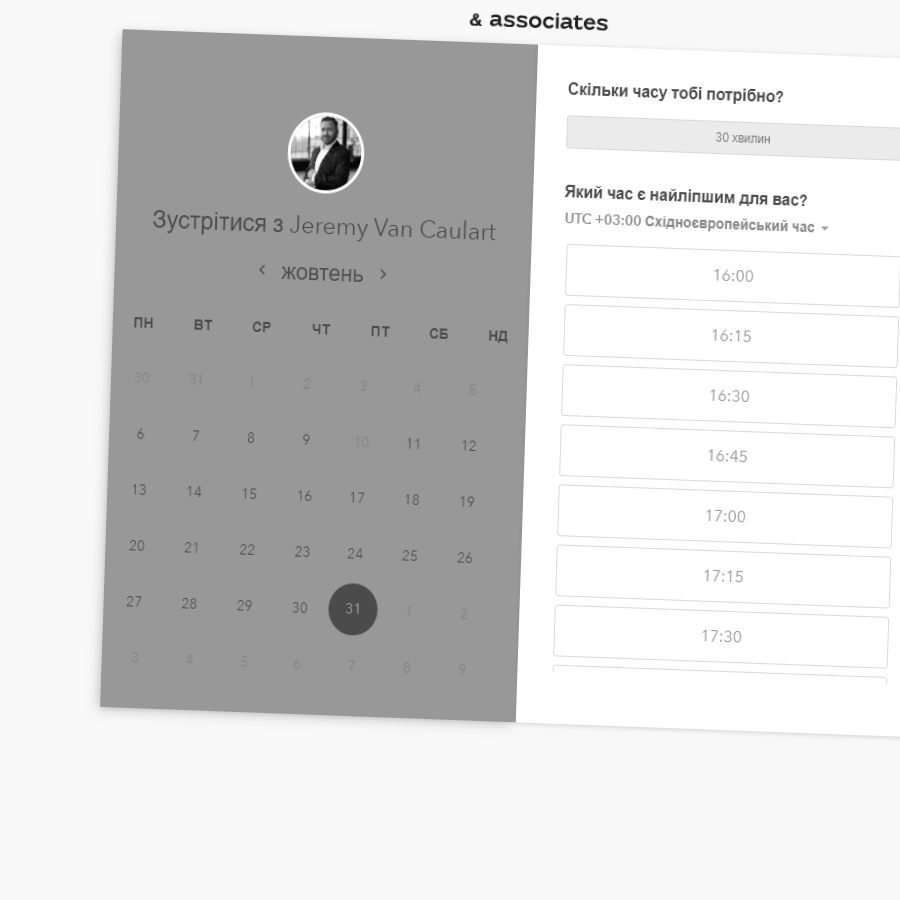 & associates
Зустрітися з Jeremy Van Caulart
жовтень
ПН ВТ СР ЧТ ПТ СБ НД
30 31 1 2 3 4 5
6 7 8 9 10 11 12
13 14 15 16 17 18 19
20 21 22 23 24 25 26
27 28 29 30 31 1 2
3 4 5 6 7 8 9
Скільки часу тобі потрібно?
30 хвилин
Який час є найліпшим для вас?
UTC +03:00 Східноєвропейський час
16:00
16:15
16:30
16:45
17:00
17:15
17:30